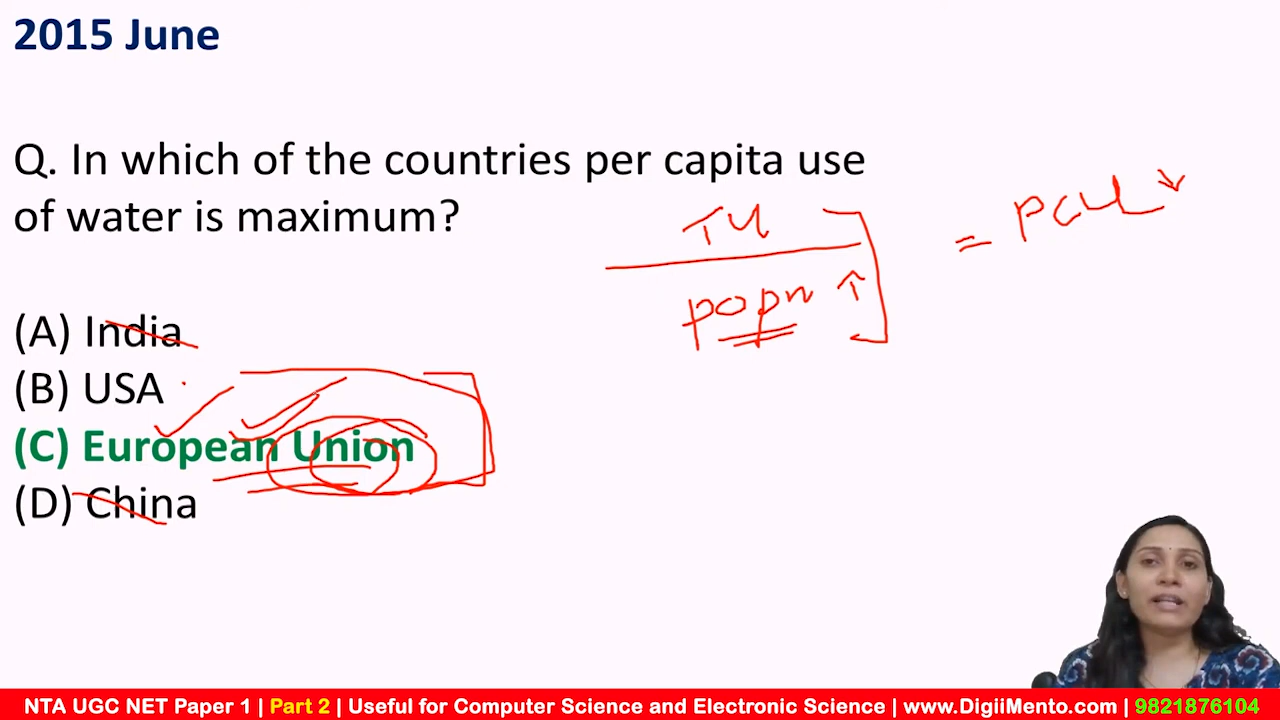 2015 June
Q. In which of the countries per capita use
of water is maximum?
TU
popn ↑
= PCU ↓
(A) India
(B) USA
(C) European Union
(D) China
NTA UGC NET Paper 1 | Part 2 | Useful for Computer Science and Electronic Science | www.DigiiMento.com | 9821876104